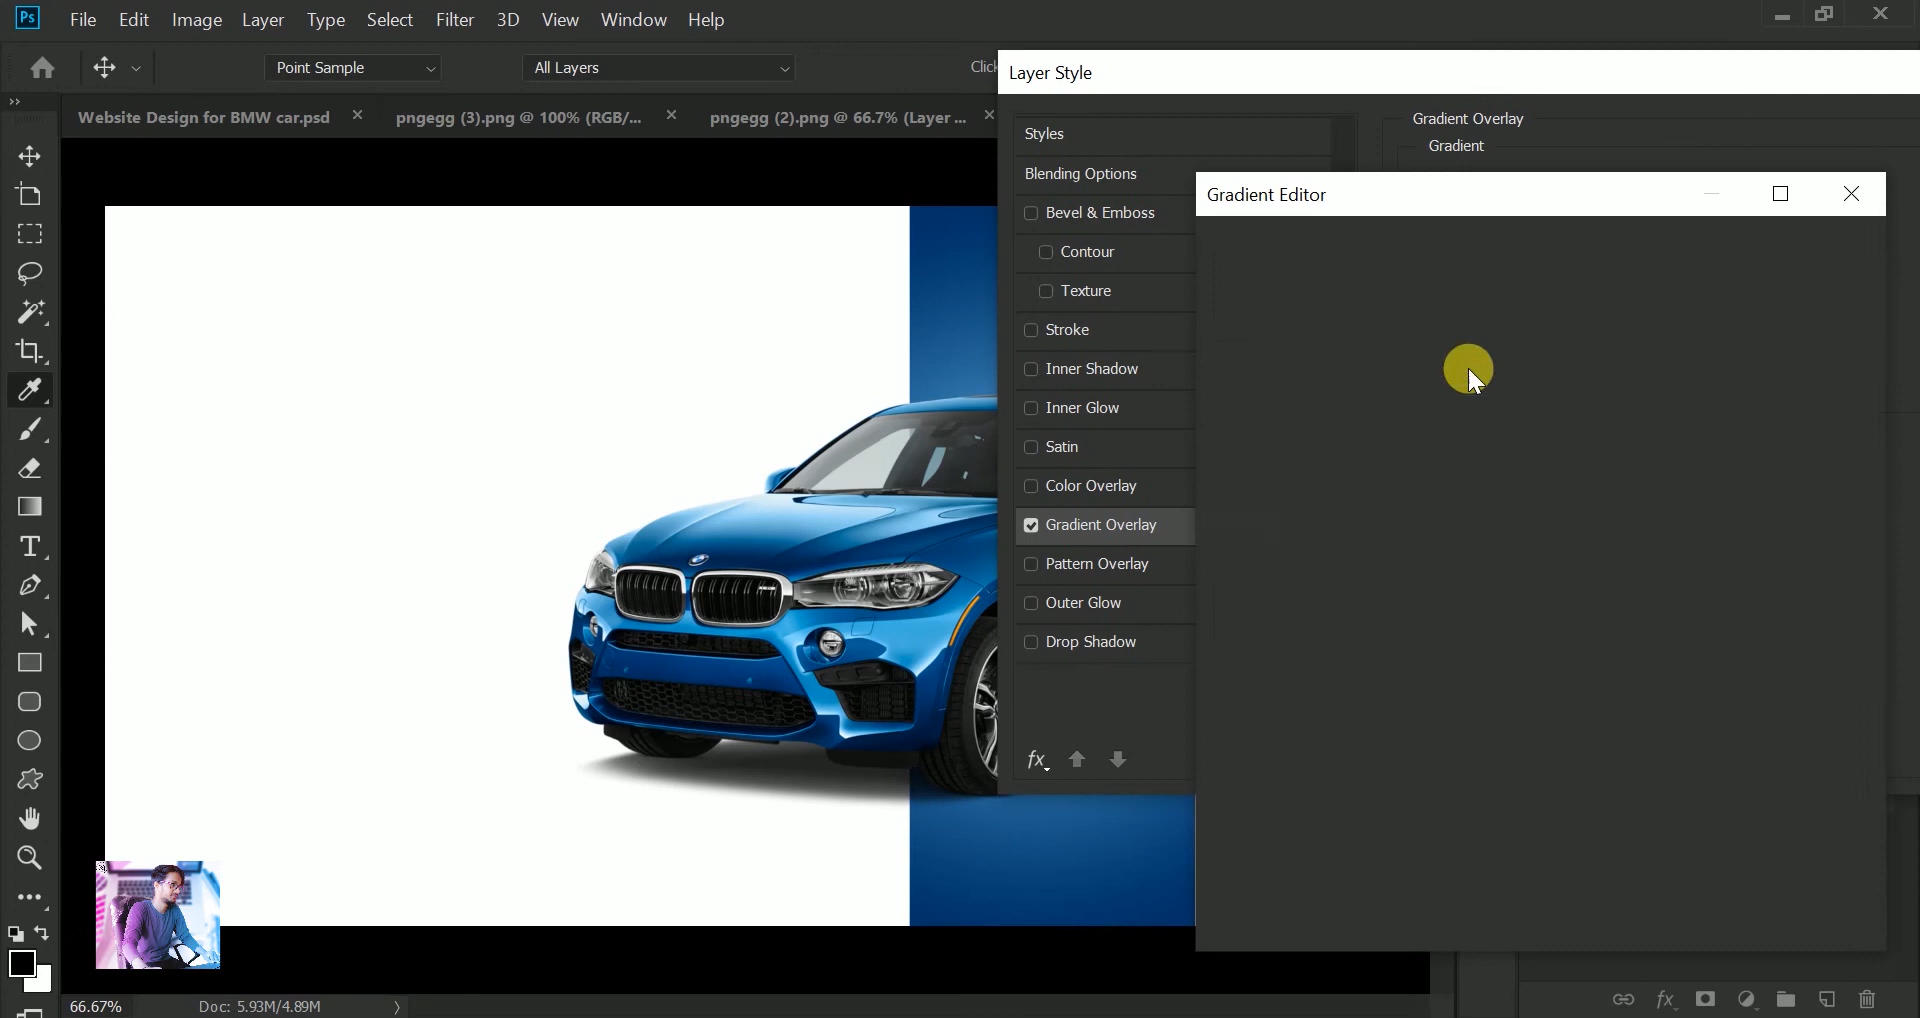 Ps File Edit Image Layer Type Select Filter 3D View Window Help
Point Sample All Layers
Layer Style
Website Design for BMW car.psd × pngegg (3).png @ 100% (RGB/... × pngegg (2).png @ 66.7% (Layer ... ×
Styles
Blending Options
Bevel & Emboss
Contour
Texture
Stroke
Inner Shadow
Inner Glow
Satin
Color Overlay
Gradient Overlay
Pattern Overlay
Outer Glow
Drop Shadow
fx
Gradient Overlay
Gradient
Gradient Editor
T
66.67% Doc: 5.93M/4.89M
fx